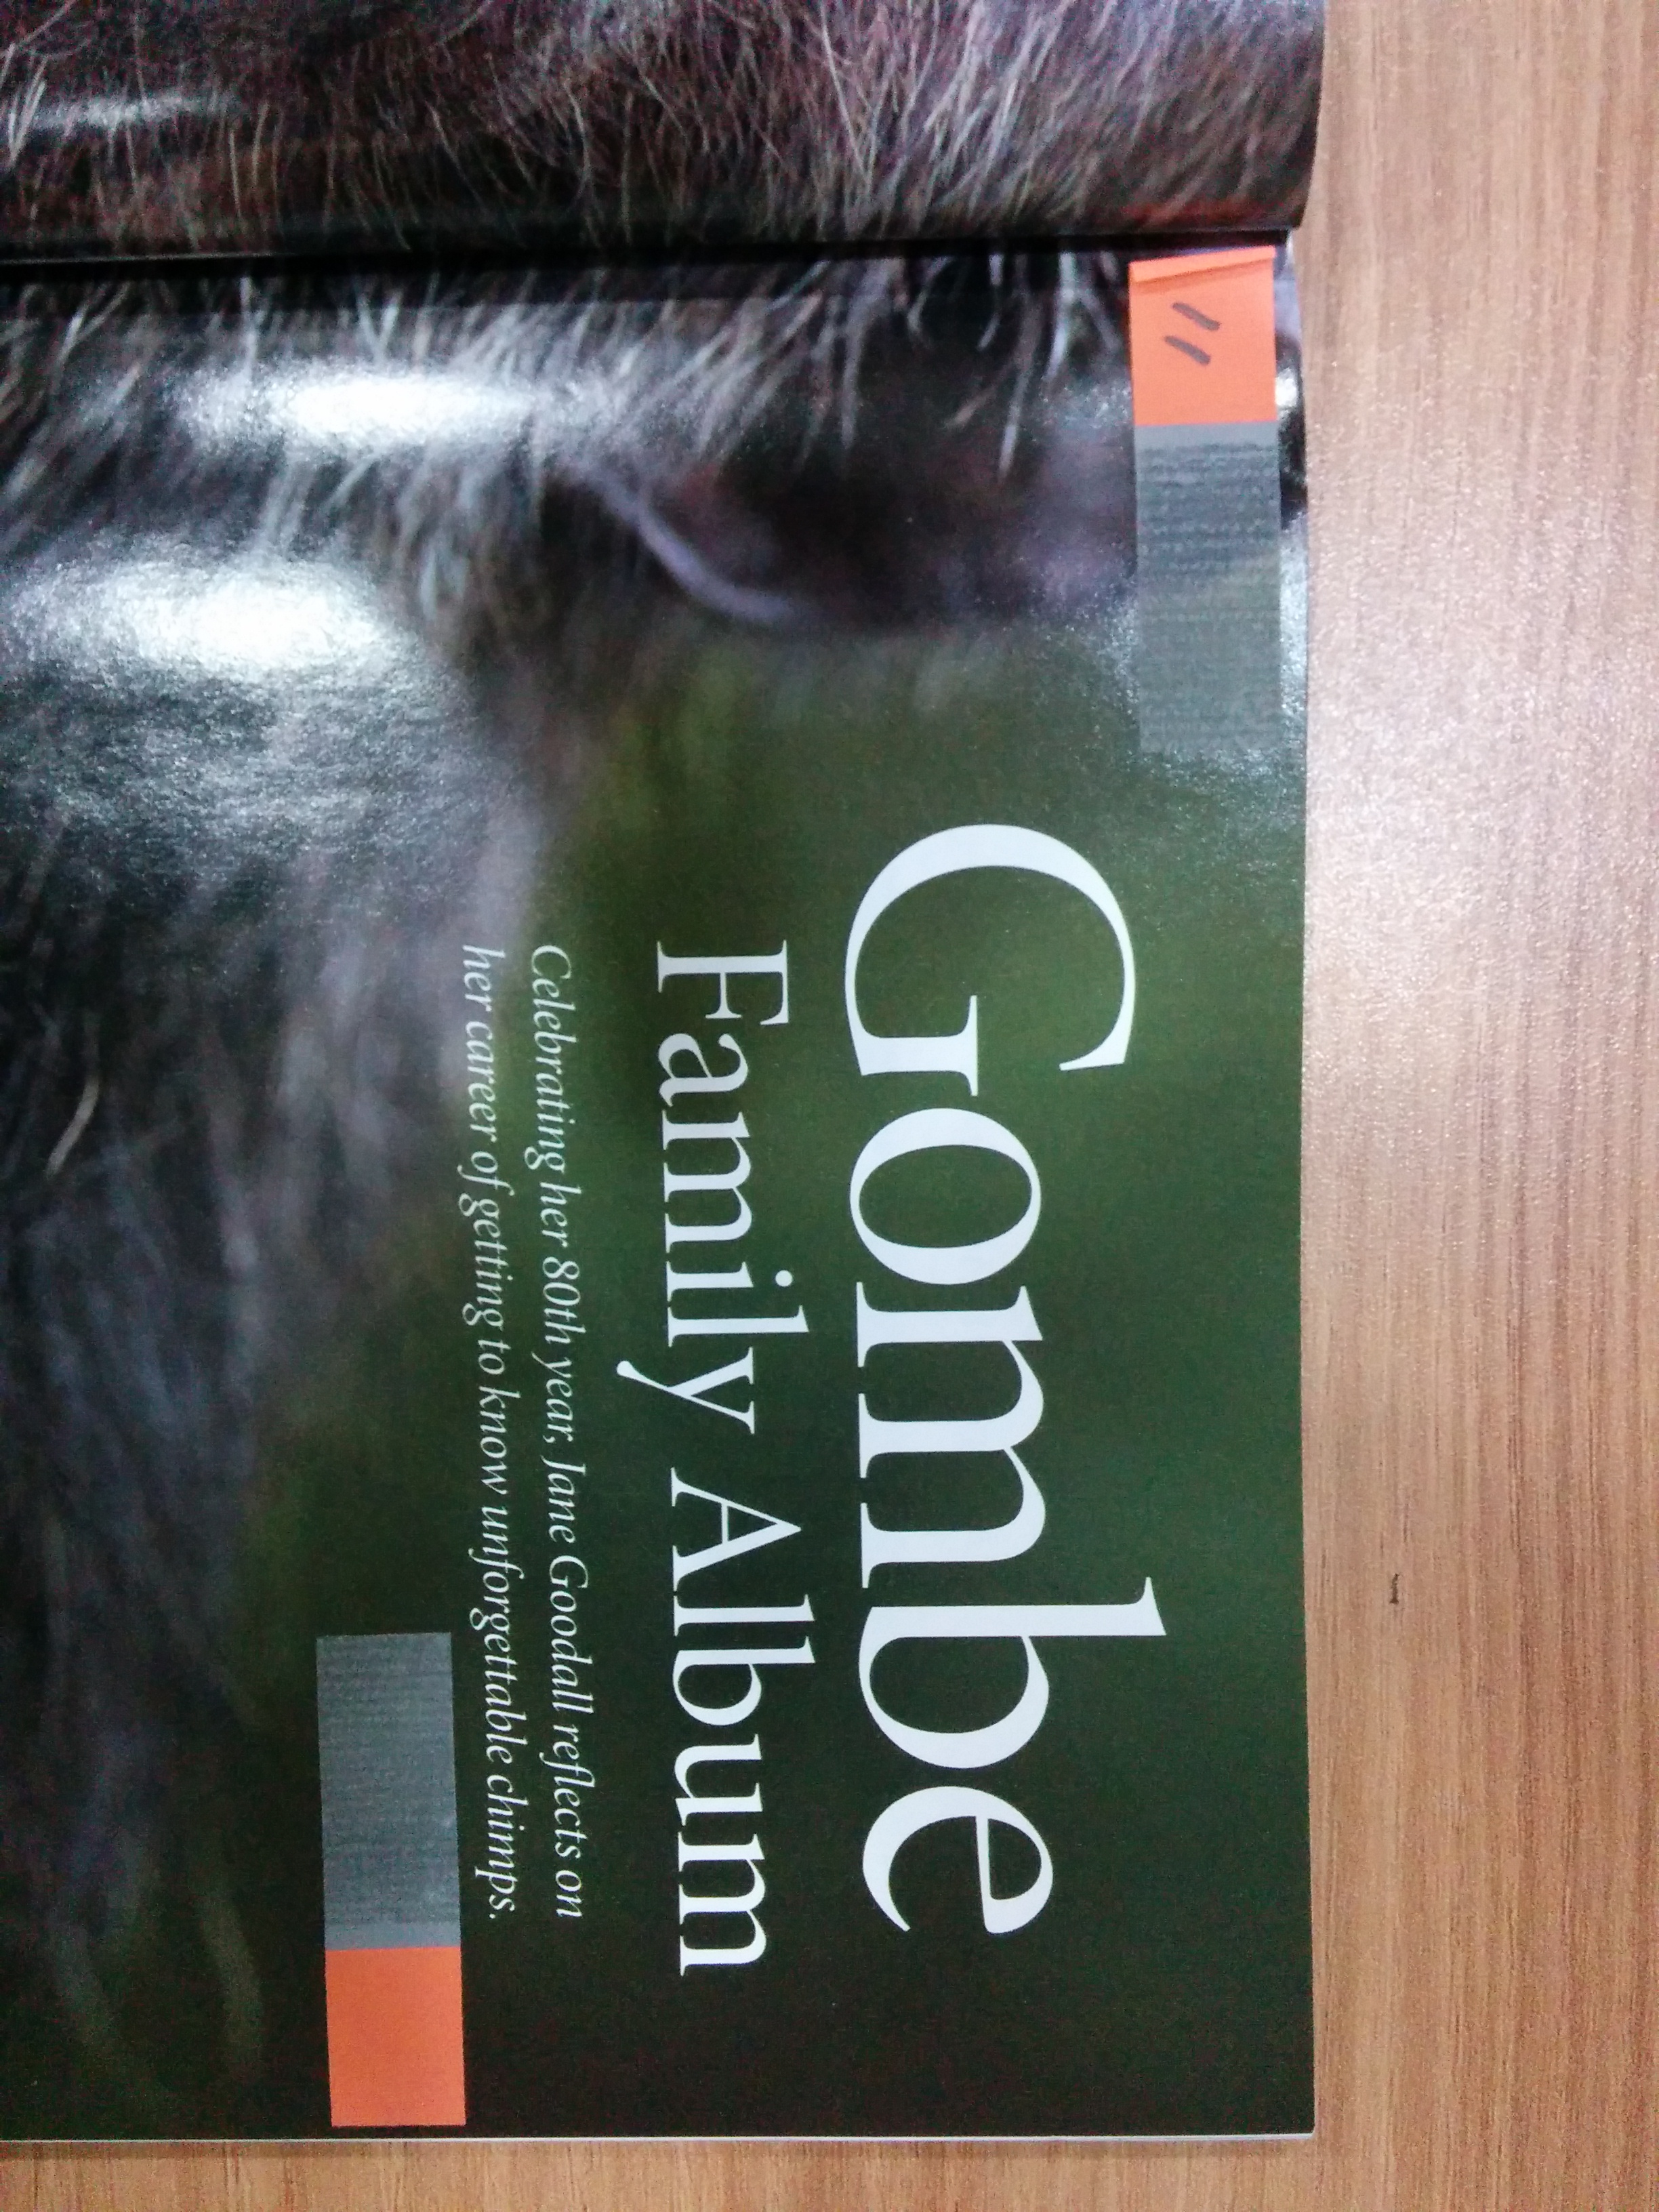 11
Gombe
Family Album
Celebrating her 80th year, Jane Goodall reflects on
her career of getting to know unforgettable chimps.